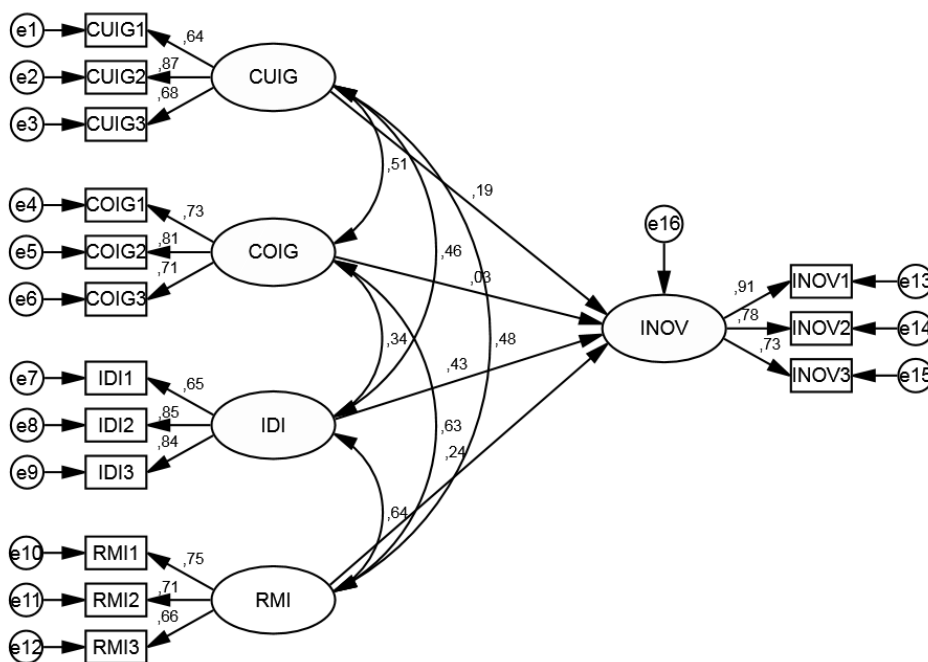 e1 CUIG1 ,64
e2 CUIG2 ,87
e3 CUIG3 ,68
CUIG
,51
,19
e4 COIG1 ,73
e5 COIG2 ,81
e6 COIG3 ,71
COIG
,46
,03
e16
INOV
,91 INOV1 e13
,78 INOV2 e14
,73 INOV3 e15
,34
,48
,43
e7 IDI1 ,65
e8 IDI2 ,85
e9 IDI3 ,84
IDI
,63
,24
,64
e10 RMI1 ,75
e11 RMI2 ,71
e12 RMI3 ,66
RMI